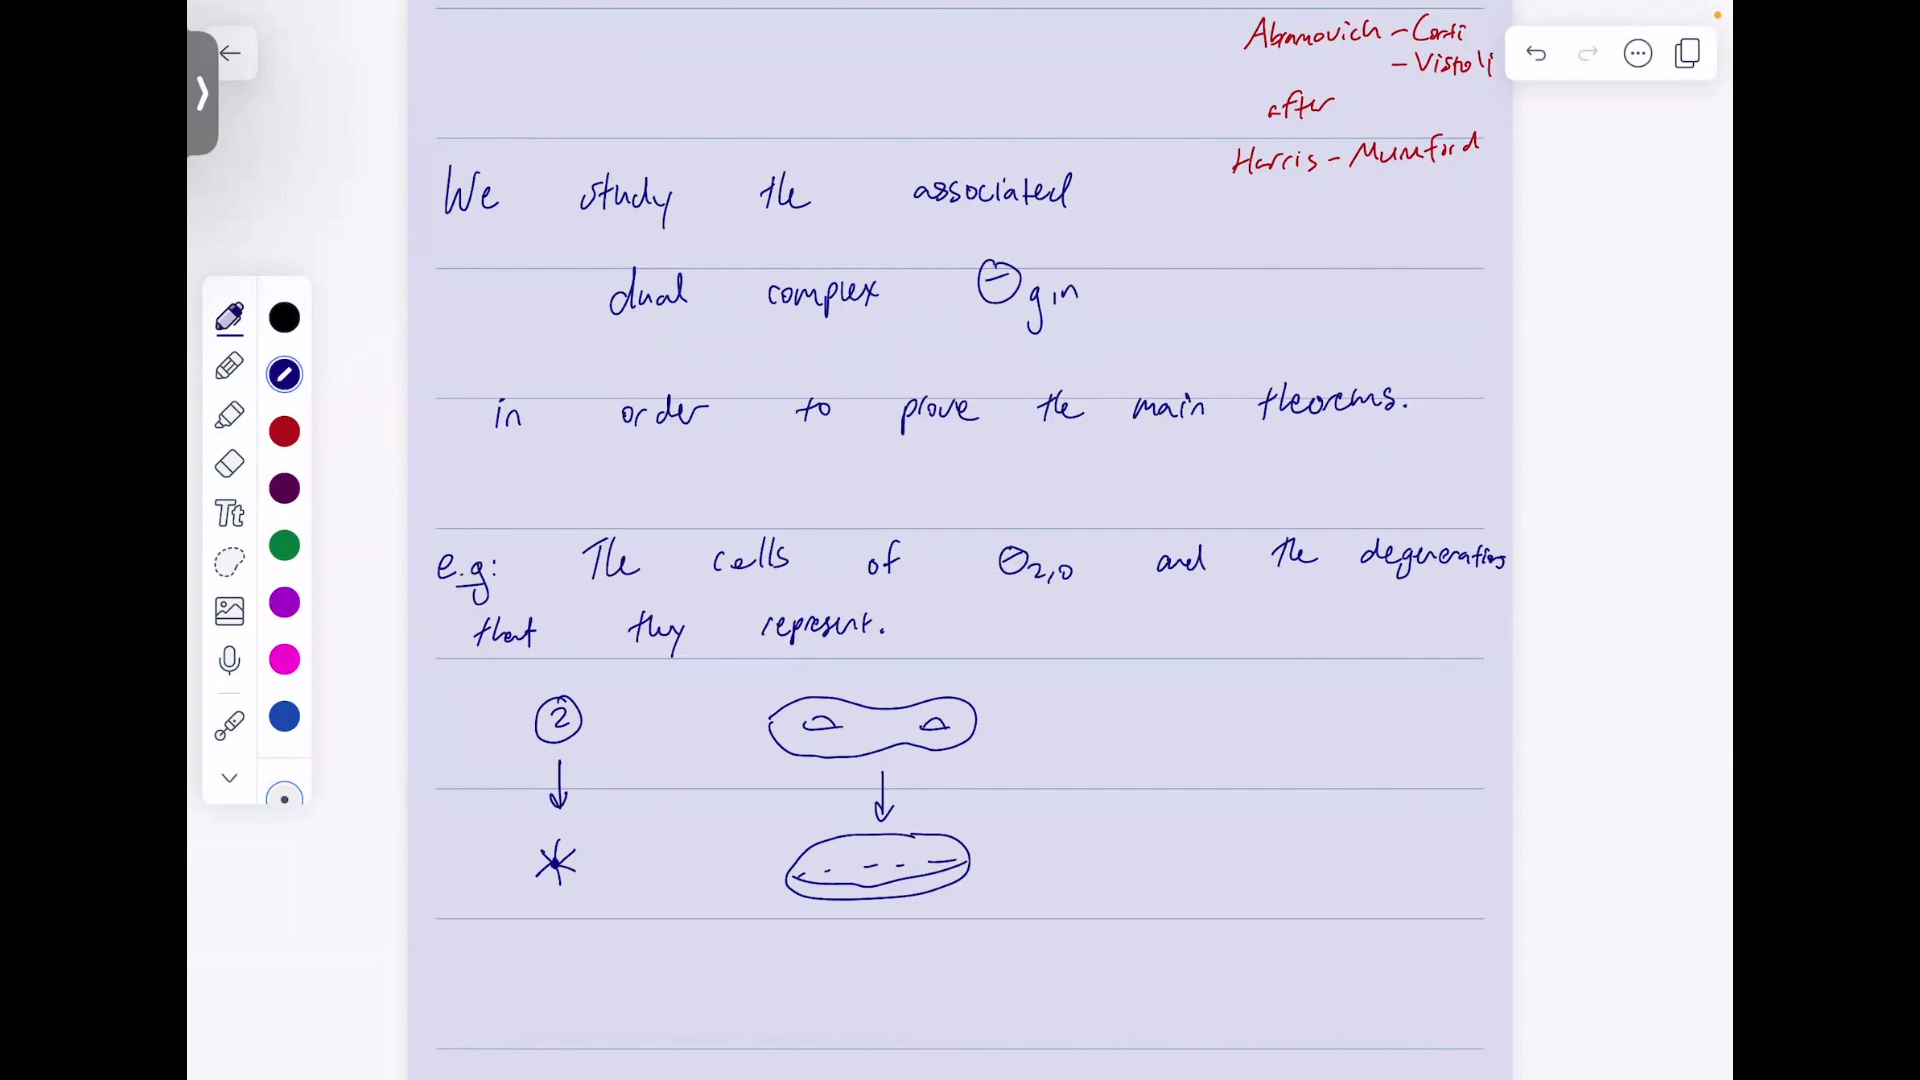 Abramovich - Corti
- Vistoli
after
Harris - Mumford
We study the associated
dual complex Θg,n
in order to prove the main theorems.
e.g: The cells of Θ2,0 and the degenerations
that they represent.
2
Tt